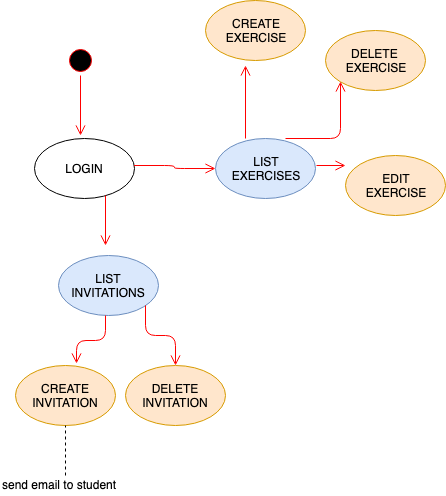 CREATE
EXERCISE
DELETE
EXERCISE
LOGIN
LIST
EXERCISES
EDIT
EXERCISE
LIST
INVITATIONS
CREATE
INVITATION
DELETE
INVITATION
send email to student